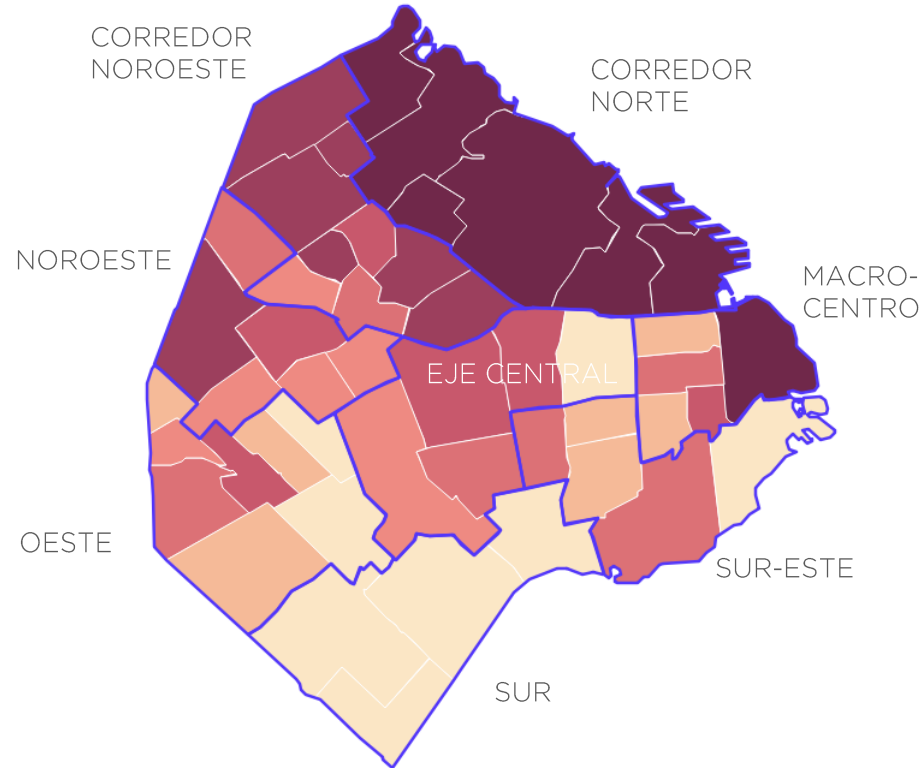 CORREDOR
NOROESTE
CORREDOR
NORTE
NOROESTE
MACRO-
CENTRO
EJE CENTRAL
OESTE
SUR-ESTE
SUR